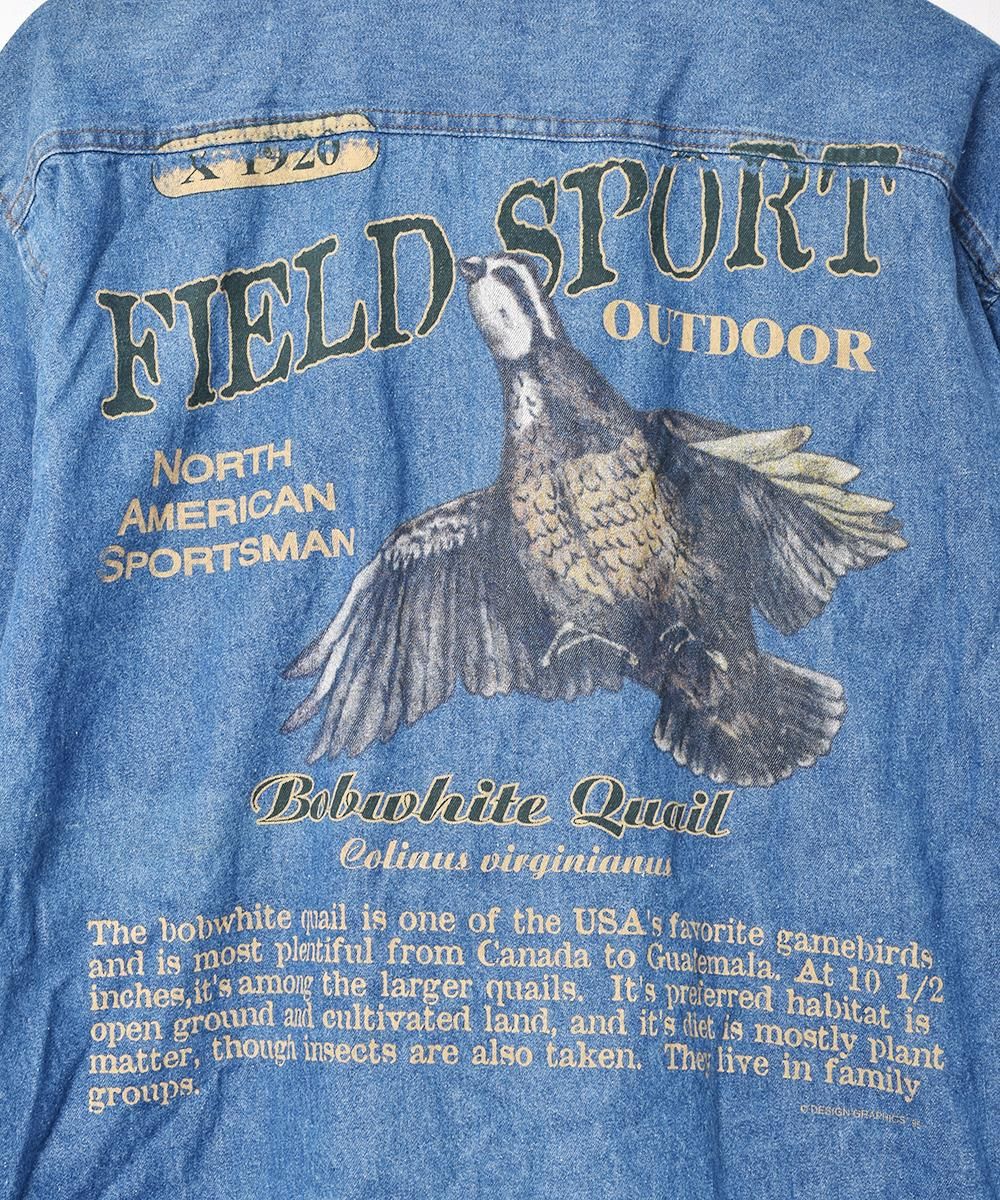 X 1920
FIELD SPORT
OUTDOOR
NORTH
AMERICAN
SPORTSMAN
Bobwhite Quail
Colinus virginianus
The bobwhite quail is one of the USA's favorite gamebirds
and is most plentiful from Canada to Guatemala. At 10 1/2
inches, it's among the larger quails. It's preferred habitat is
open ground and cultivated land, and it's diet is mostly plant
matter, though insects are also taken. They live in family
groups.
© DESIGN GRAPHICS